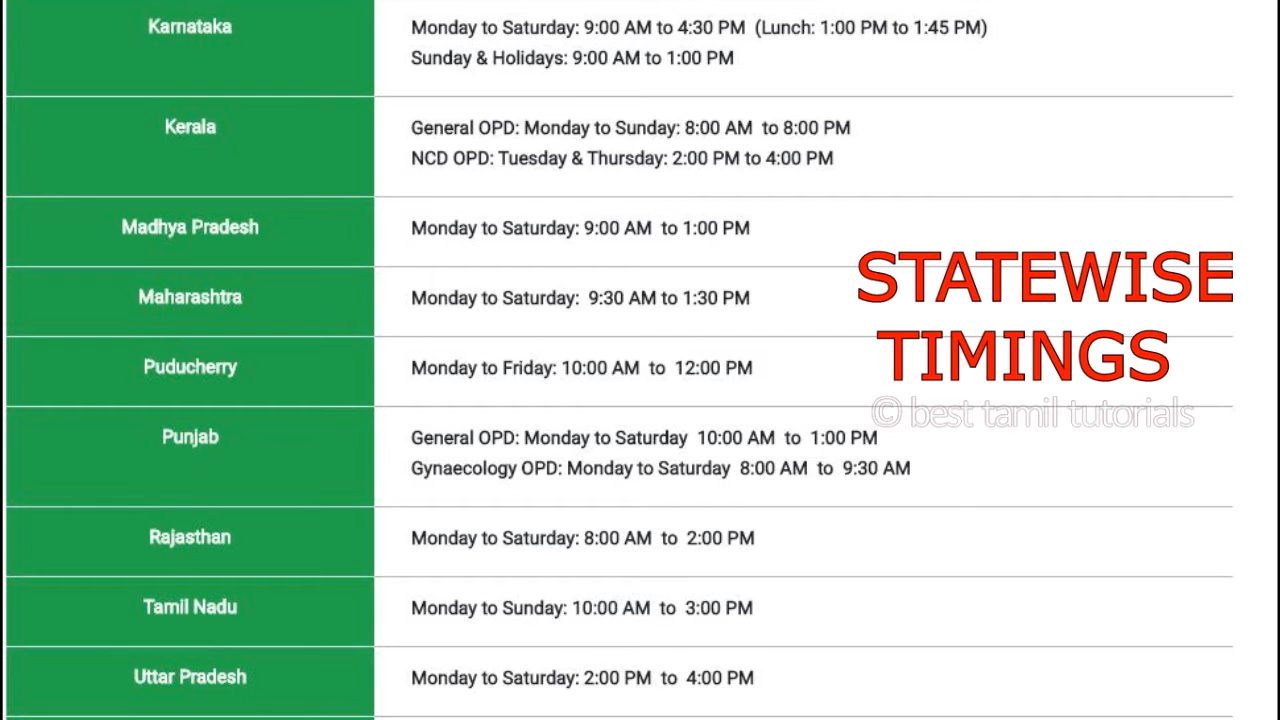 Karnataka
Monday to Saturday: 9:00 AM to 4:30 PM (Lunch: 1:00 PM to 1:45 PM)
Sunday & Holidays: 9:00 AM to 1:00 PM
Kerala
General OPD: Monday to Sunday: 8:00 AM to 8:00 PM
NCD OPD: Tuesday & Thursday: 2:00 PM to 4:00 PM
Madhya Pradesh
Monday to Saturday: 9:00 AM to 1:00 PM
Maharashtra
Monday to Saturday: 9:30 AM to 1:30 PM
Puducherry
Monday to Friday: 10:00 AM to 12:00 PM
Punjab
General OPD: Monday to Saturday 10:00 AM to 1:00 PM
Gynaecology OPD: Monday to Saturday 8:00 AM to 9:30 AM
Rajasthan
Monday to Saturday: 8:00 AM to 2:00 PM
Tamil Nadu
Monday to Sunday: 10:00 AM to 3:00 PM
Uttar Pradesh
Monday to Saturday: 2:00 PM to 4:00 PM
STATEWISE
TIMINGS
© best tamil tutorials